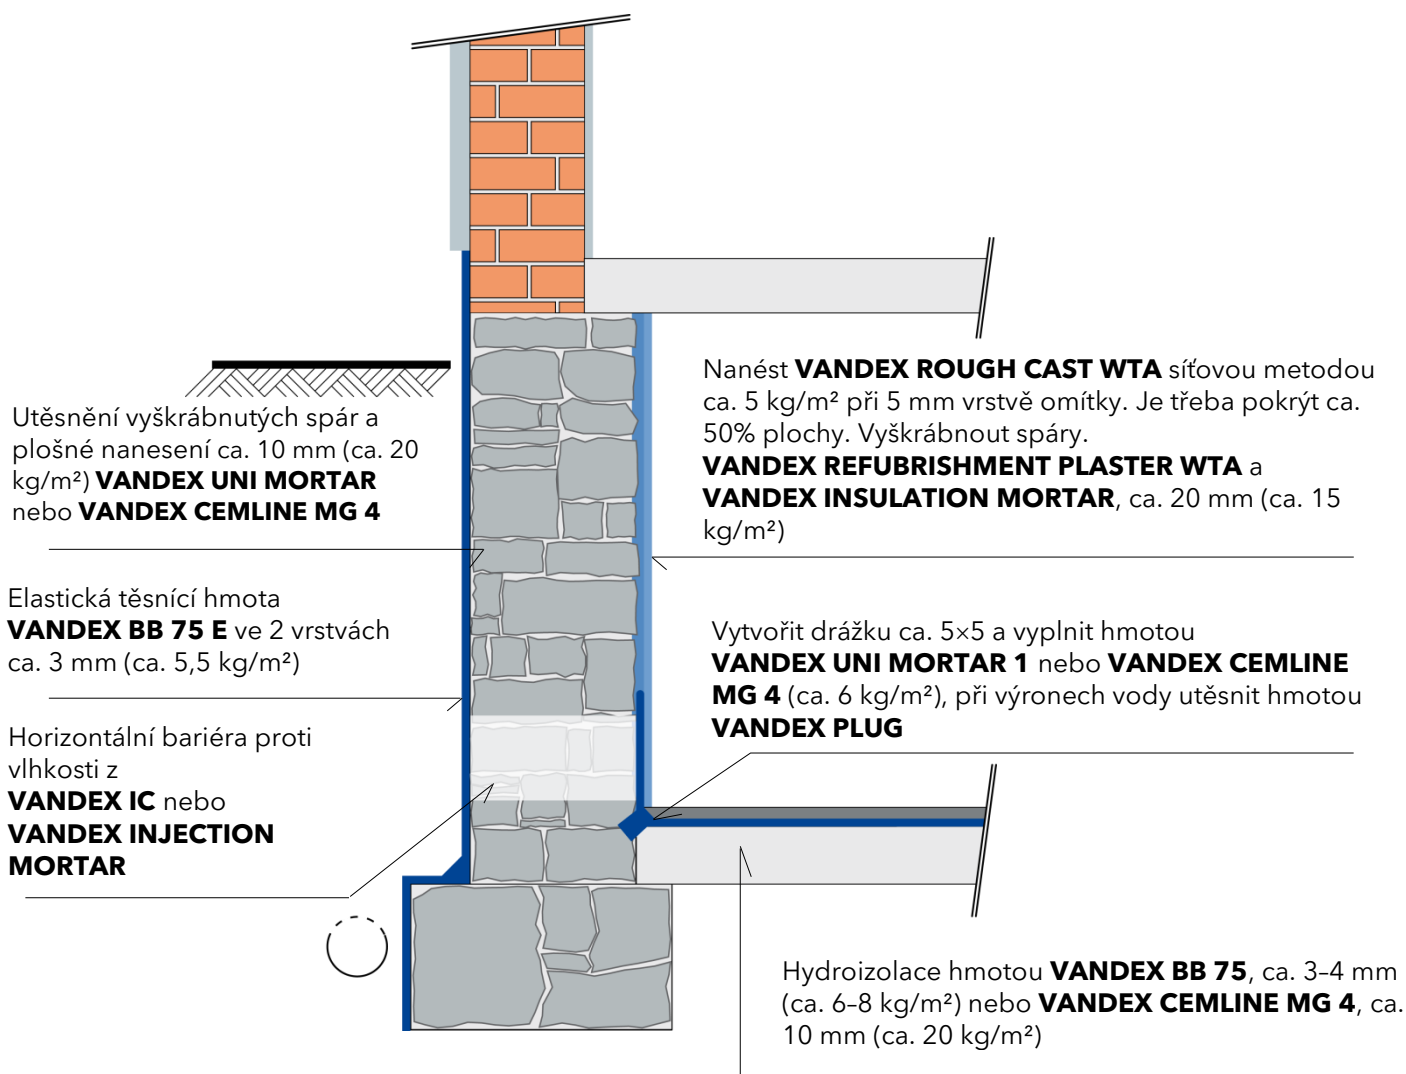 Utěsnění vyškrábnutých spár a
plošné nanesení ca. 10 mm (ca. 20
kg/m²) VANDEX UNI MORTAR
nebo VANDEX CEMLINE MG 4
Elastická těsnící hmota
VANDEX BB 75 E ve 2 vrstvách
ca. 3 mm (ca. 5,5 kg/m²)
Horizontální bariéra proti
vlhkosti z
VANDEX IC nebo
VANDEX INJECTION
MORTAR
Nanést VANDEX ROUGH CAST WTA síťovou metodou
ca. 5 kg/m² při 5 mm vrstvě omítky. Je třeba pokrýt ca.
50% plochy. Vyškrábnout spáry.
VANDEX REFUBRISHMENT PLASTER WTA a
VANDEX INSULATION MORTAR, ca. 20 mm (ca. 15
kg/m²)
Vytvořit drážku ca. 5×5 a vyplnit hmotou
VANDEX UNI MORTAR 1 nebo VANDEX CEMLINE
MG 4 (ca. 6 kg/m²), při výronech vody utěsnit hmotou
VANDEX PLUG
Hydroizolace hmotou VANDEX BB 75, ca. 3–4 mm
(ca. 6–8 kg/m²) nebo VANDEX CEMLINE MG 4, ca.
10 mm (ca. 20 kg/m²)